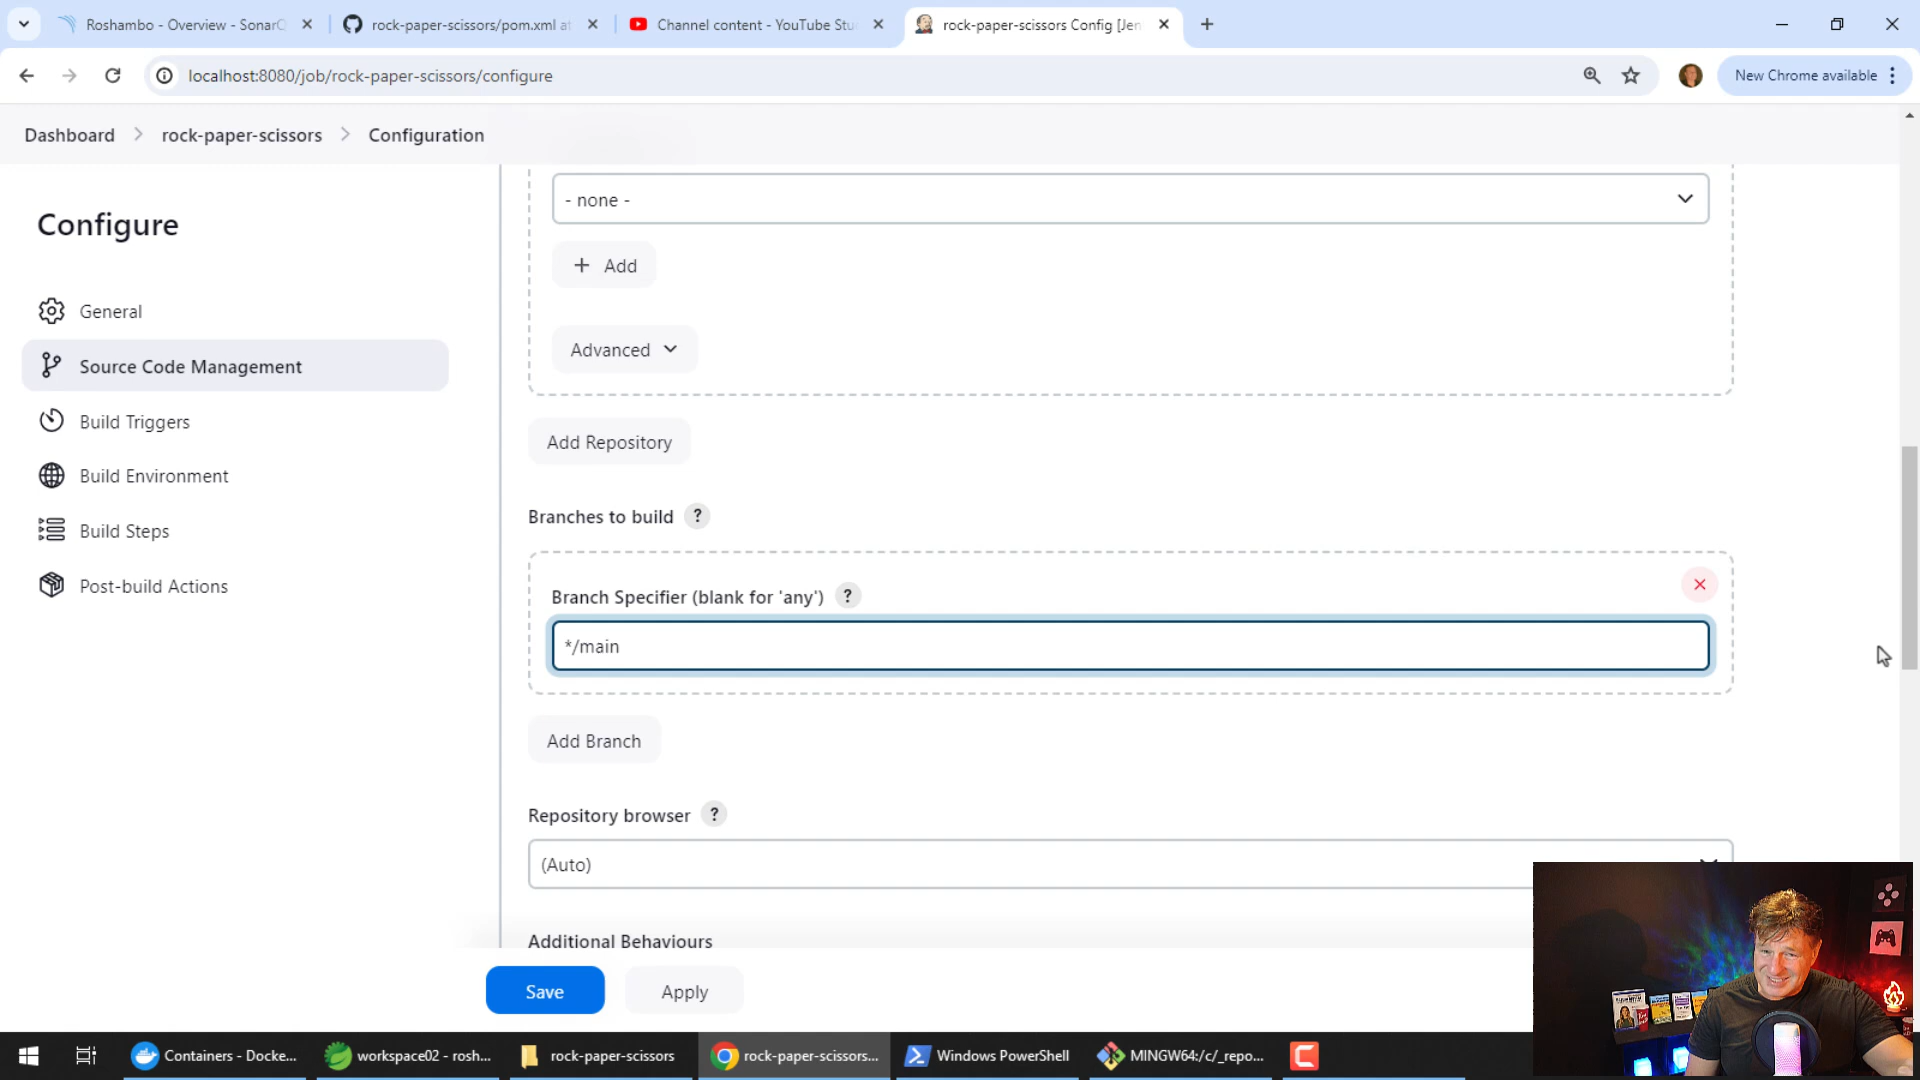 Roshambo - Overview - SonarQ
rock-paper-scissors/pom.xml at
Channel content - YouTube Stu
rock-paper-scissors Config [Jen
localhost:8080/job/rock-paper-scissors/configure
New Chrome available
Dashboard
rock-paper-scissors
Configuration
Configure
General
Source Code Management
Build Triggers
Build Environment
Build Steps
Post-build Actions
- none -
+ Add
Advanced
Add Repository
Branches to build ?
Branch Specifier (blank for 'any') ?
*/main
Add Branch
Repository browser ?
(Auto)
Additional Behaviours
Save
Apply
Containers - Docke...
workspace02 - rosh...
rock-paper-scissors
rock-paper-scissors...
Windows PowerShell
MINGW64:/c/_repo...